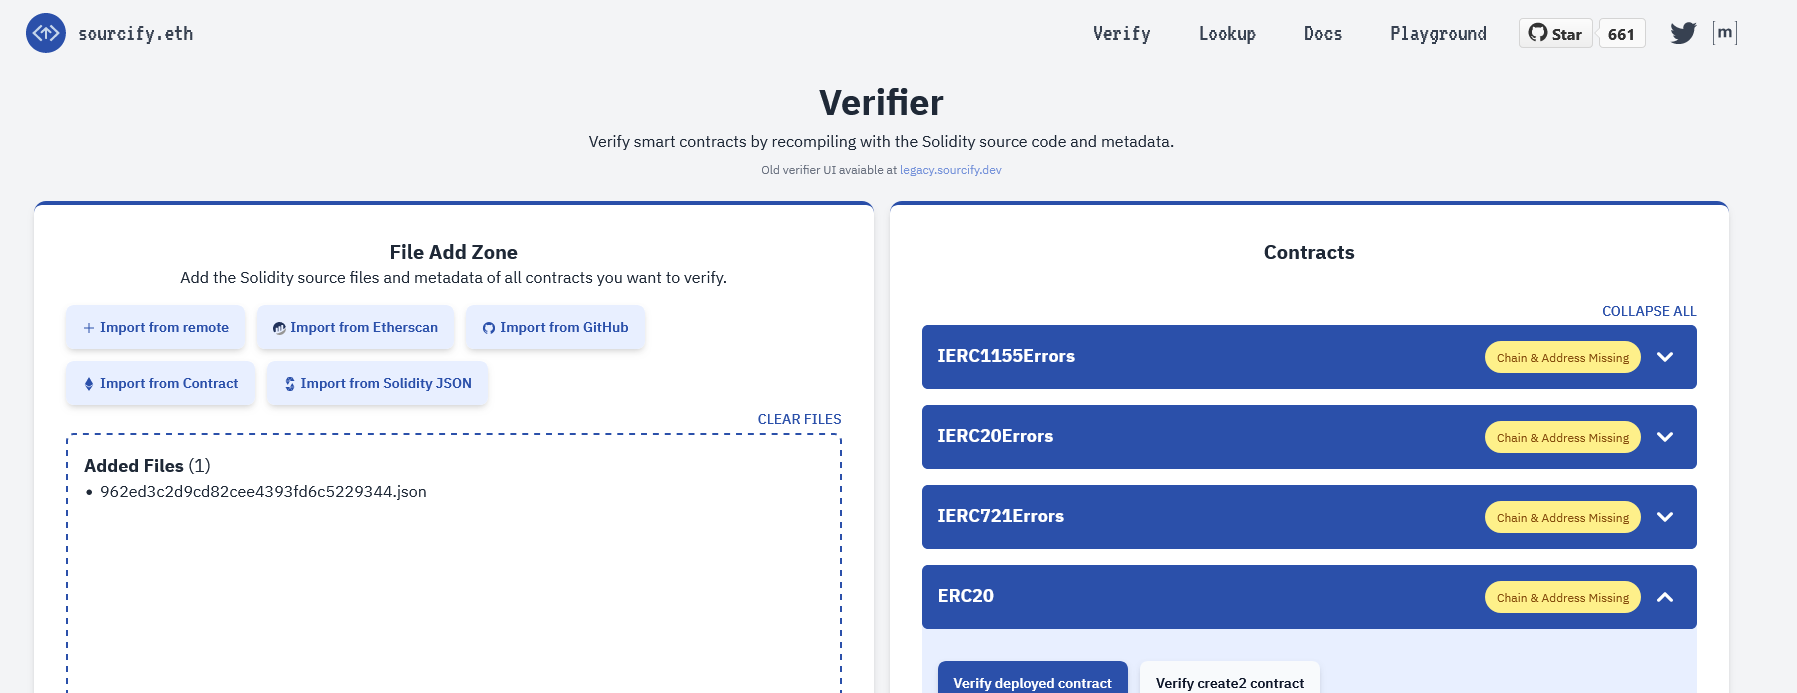 sourcify.eth
Verify Lookup Docs Playground Star 661 [m]
Verifier
Verify smart contracts by recompiling with the Solidity source code and metadata.
Old verifier UI avaiable at legacy.sourcify.dev
File Add Zone
Add the Solidity source files and metadata of all contracts you want to verify.
Import from remote Import from Etherscan Import from GitHub
Import from Contract Import from Solidity JSON
CLEAR FILES
Added Files (1)
• 962ed3c2d9cd82cee4393fd6c5229344.json
Contracts
COLLAPSE ALL
IERC1155Errors Chain & Address Missing
IERC20Errors Chain & Address Missing
IERC721Errors Chain & Address Missing
ERC20 Chain & Address Missing
Verify deployed contract Verify create2 contract